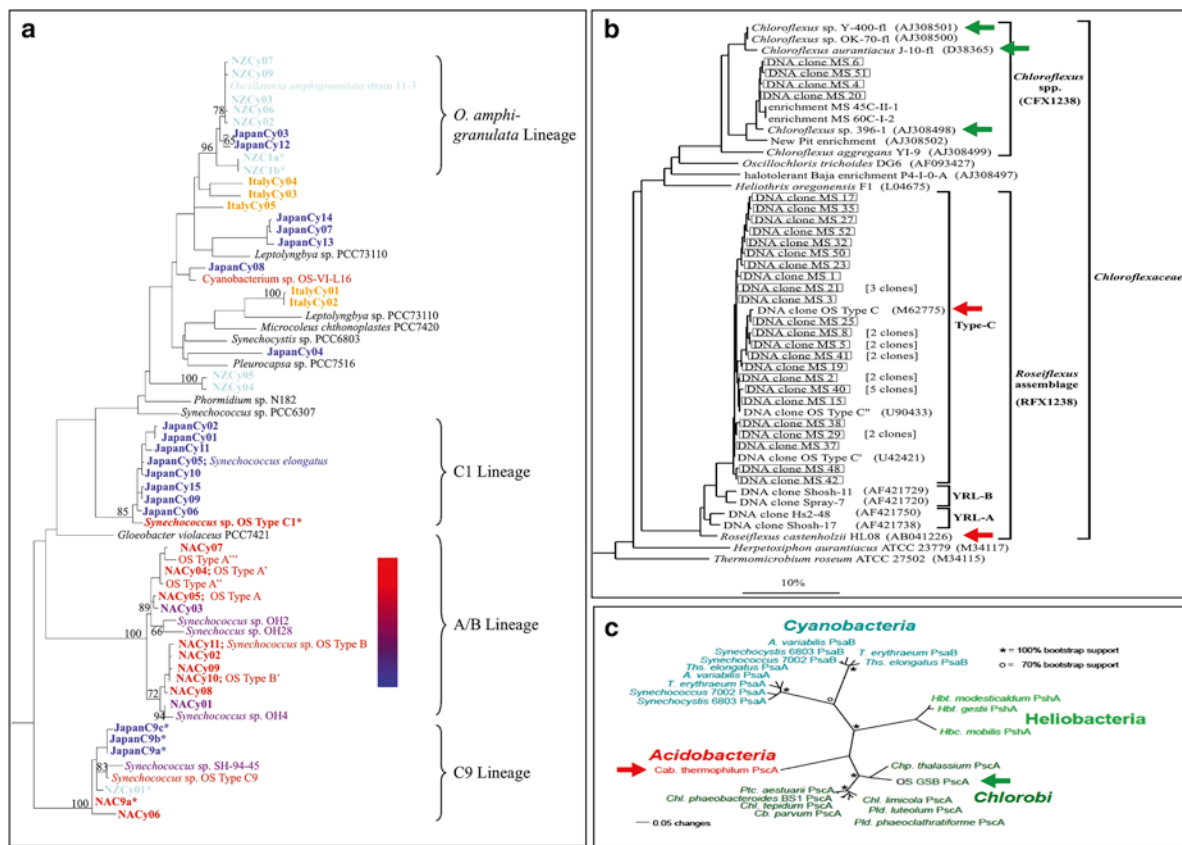 a
NZCy07
NZCy09
Oscillatoria amphigranulata strain 11-3
NZCy03
78
NZCy06
NZCy02
JapanCy03
65
JapanCy12
96
NZC1a*
NZC1b*
O. amphi-
granulata Lineage
ItalyCy04
ItalyCy03
ItalyCy05
JapanCy14
JapanCy07
JapanCy13
Leptolyngbya sp. PCC73110
JapanCy08
Cyanobacterium sp. OS-VI-L16
100
ItalyCy01
ItalyCy02
Leptolyngbya sp. PCC73110
Microcoleus chthonoplastes PCC7420
Synechocystis sp. PCC6803
JapanCy04
Pleurocapsa sp. PCC7516
100
NZCy05
NZCy04
Phormidium sp. N182
Synechococcus sp. PCC6307
JapanCy02
JapanCy01
JapanCy11
JapanCy05; Synechococcus elongatus
JapanCy10
JapanCy15
JapanCy09
JapanCy06
85
Synechococcus sp. OS Type C1*
C1 Lineage
Gloeobacter violaceus PCC7421
NACy07
OS Type A'''
NACy04; OS Type A'
OS Type A''
NACy05; OS Type A
89
NACy03
Synechococcus sp. OH2
66
Synechoccus sp. OH28
100
NACy11; Synechococcus sp. OS Type B
NACy02
NACy09
NACy10; OS Type B'
72
NACy08
NACy01
94
Synechococcus sp. OH4
A/B Lineage
JapanC9c*
JapanC9b*
JapanC9a*
Synechococcus sp. SH-94-45
83
Synechococcus sp. OS Type C9
NZCy01*
100
NAC9a*
NACy06
C9 Lineage
b
Chloroflexus sp. Y-400-fl (AJ308501)
Chloroflexus sp. OK-70-fl (AJ308500)
Chloroflexus aurantiacus J-10-fl (D38365)
DNA clone MS 6
DNA clone MS 51
DNA clone MS 4
DNA clone MS 20
enrichment MS 45C-II-1
enrichment MS 60C-I-2
Chloroflexus sp. 396-1 (AJ308498)
New Pit enrichment (AJ308502)
Chloroflexus aggregans YI-9 (AJ308499)
Chloroflexus
spp.
(CFX1238)
Oscillochloris trichoides DG6 (AF093427)
halotolerant Baja enrichment P4-I-0-A (AJ308497)
Heliothrix oregonensis F1 (L04675)
DNA clone MS 17
DNA clone MS 35
DNA clone MS 27
DNA clone MS 52
DNA clone MS 32
DNA clone MS 50
DNA clone MS 23
DNA clone MS 1
DNA clone MS 21 [3 clones]
DNA clone MS 3
DNA clone OS Type C (M62775)
DNA clone MS 25
DNA clone MS 8 [2 clones]
DNA clone MS 5 [2 clones]
DNA clone MS 41 [2 clones]
DNA clone MS 19
DNA clone MS 2 [2 clones]
DNA clone MS 40 [5 clones]
DNA clone MS 15
DNA clone OS Type C'' (U90433)
DNA clone MS 38
DNA clone MS 29 [2 clones]
DNA clone MS 37
DNA clone OS Type C' (U42421)
DNA clone MS 48
DNA clone MS 42
Type-C
DNA clone Shosh-11 (AF421729)
DNA clone Spray-7 (AF421720)
YRL-B
DNA clone Hs2-48 (AF421750)
DNA clone Shosh-17 (AF421738)
YRL-A
Roseiflexus castenholzii HL08 (AB041226)
Roseiflexus
assemblage
(RFX1238)
Chloroflexaceae
Herpetosiphon aurantiacus ATCC 23779 (M34117)
Thermomicrobium roseum ATCC 27502 (M34115)
10%
c
Cyanobacteria
A. variabilis PsaB
Synechocystis 6803 PsaB
Synechococcus 7002 PsaB
Ths. elongatus PsaA
A. variabilis PsaA
T. erythraeum PsaA
Synechococcus 7002 PsaA
Synechocystis 6803 PsaA
T. erythraeum PsaB
Ths. elongatus PsaB
* = 100% bootstrap support
o = 70% bootstrap support
Hbt. modesticaldum PshA
Hbt. gestii PshA
Heliobacteria
Hbc. mobilis PshA
Acidobacteria
Cab. thermophilum PscA
Chp. thalassium PscA
OS GSB PscA
Chlorobi
Ptc. aestuarii PscA
Chl. phaeobacteroides BS1 PscA
Chl. tepidum PscA
Cb. parvum PscA
Chl. limicola PscA
Pld. luteolum PscA
Pld. phaeoclathratiforme PscA
0.05 changes